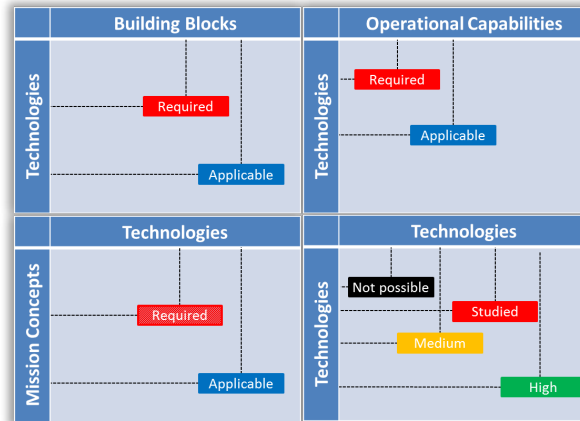 Building Blocks
Technologies
Required
Applicable
Operational Capabilities
Technologies
Required
Applicable
Technologies
Mission Concepts
Required
Applicable
Technologies
Technologies
Not possible
Studied
Medium
High